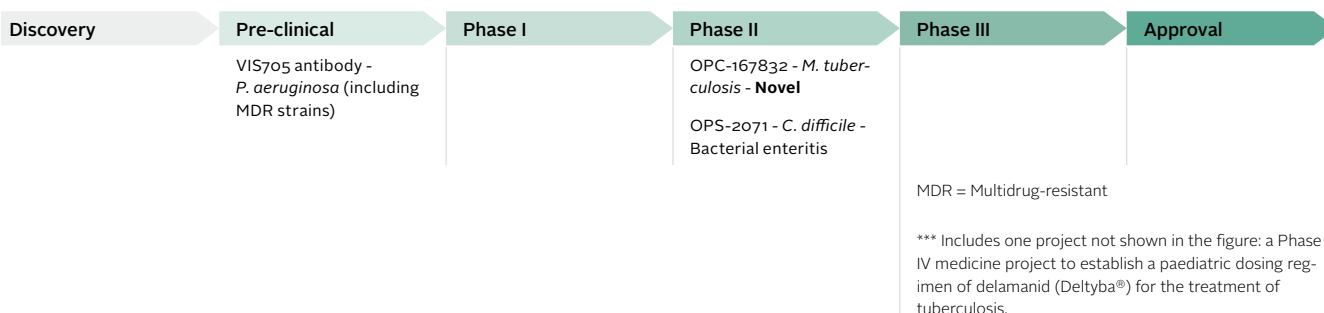 Discovery
Pre-clinical
Phase I
Phase II
Phase III
Approval
VIS705 antibody -
P. aeruginosa (including
MDR strains)
OPC-167832 - M. tuber-
culosis - Novel
OPS-2071 - C. difficile -
Bacterial enteritis
MDR = Multidrug-resistant
*** Includes one project not shown in the figure: a Phase
IV medicine project to establish a paediatric dosing reg-
imen of delamanid (Deltyba®) for the treatment of
tuberculosis.